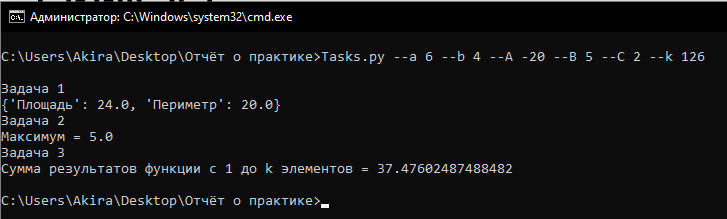 Администратор: C:\Windows\system32\cmd.exe
C:\Users\Akira\Desktop\Отчёт о практике>Tasks.py --a 6 --b 4 --A -20 --B 5 --C 2 --k 126
Задача 1
{'Площадь': 24.0, 'Периметр': 20.0}
Задача 2
Максимум = 5.0
Задача 3
Сумма результатов функции с 1 до k элементов = 37.47602487488482
C:\Users\Akira\Desktop\Отчёт о практике>